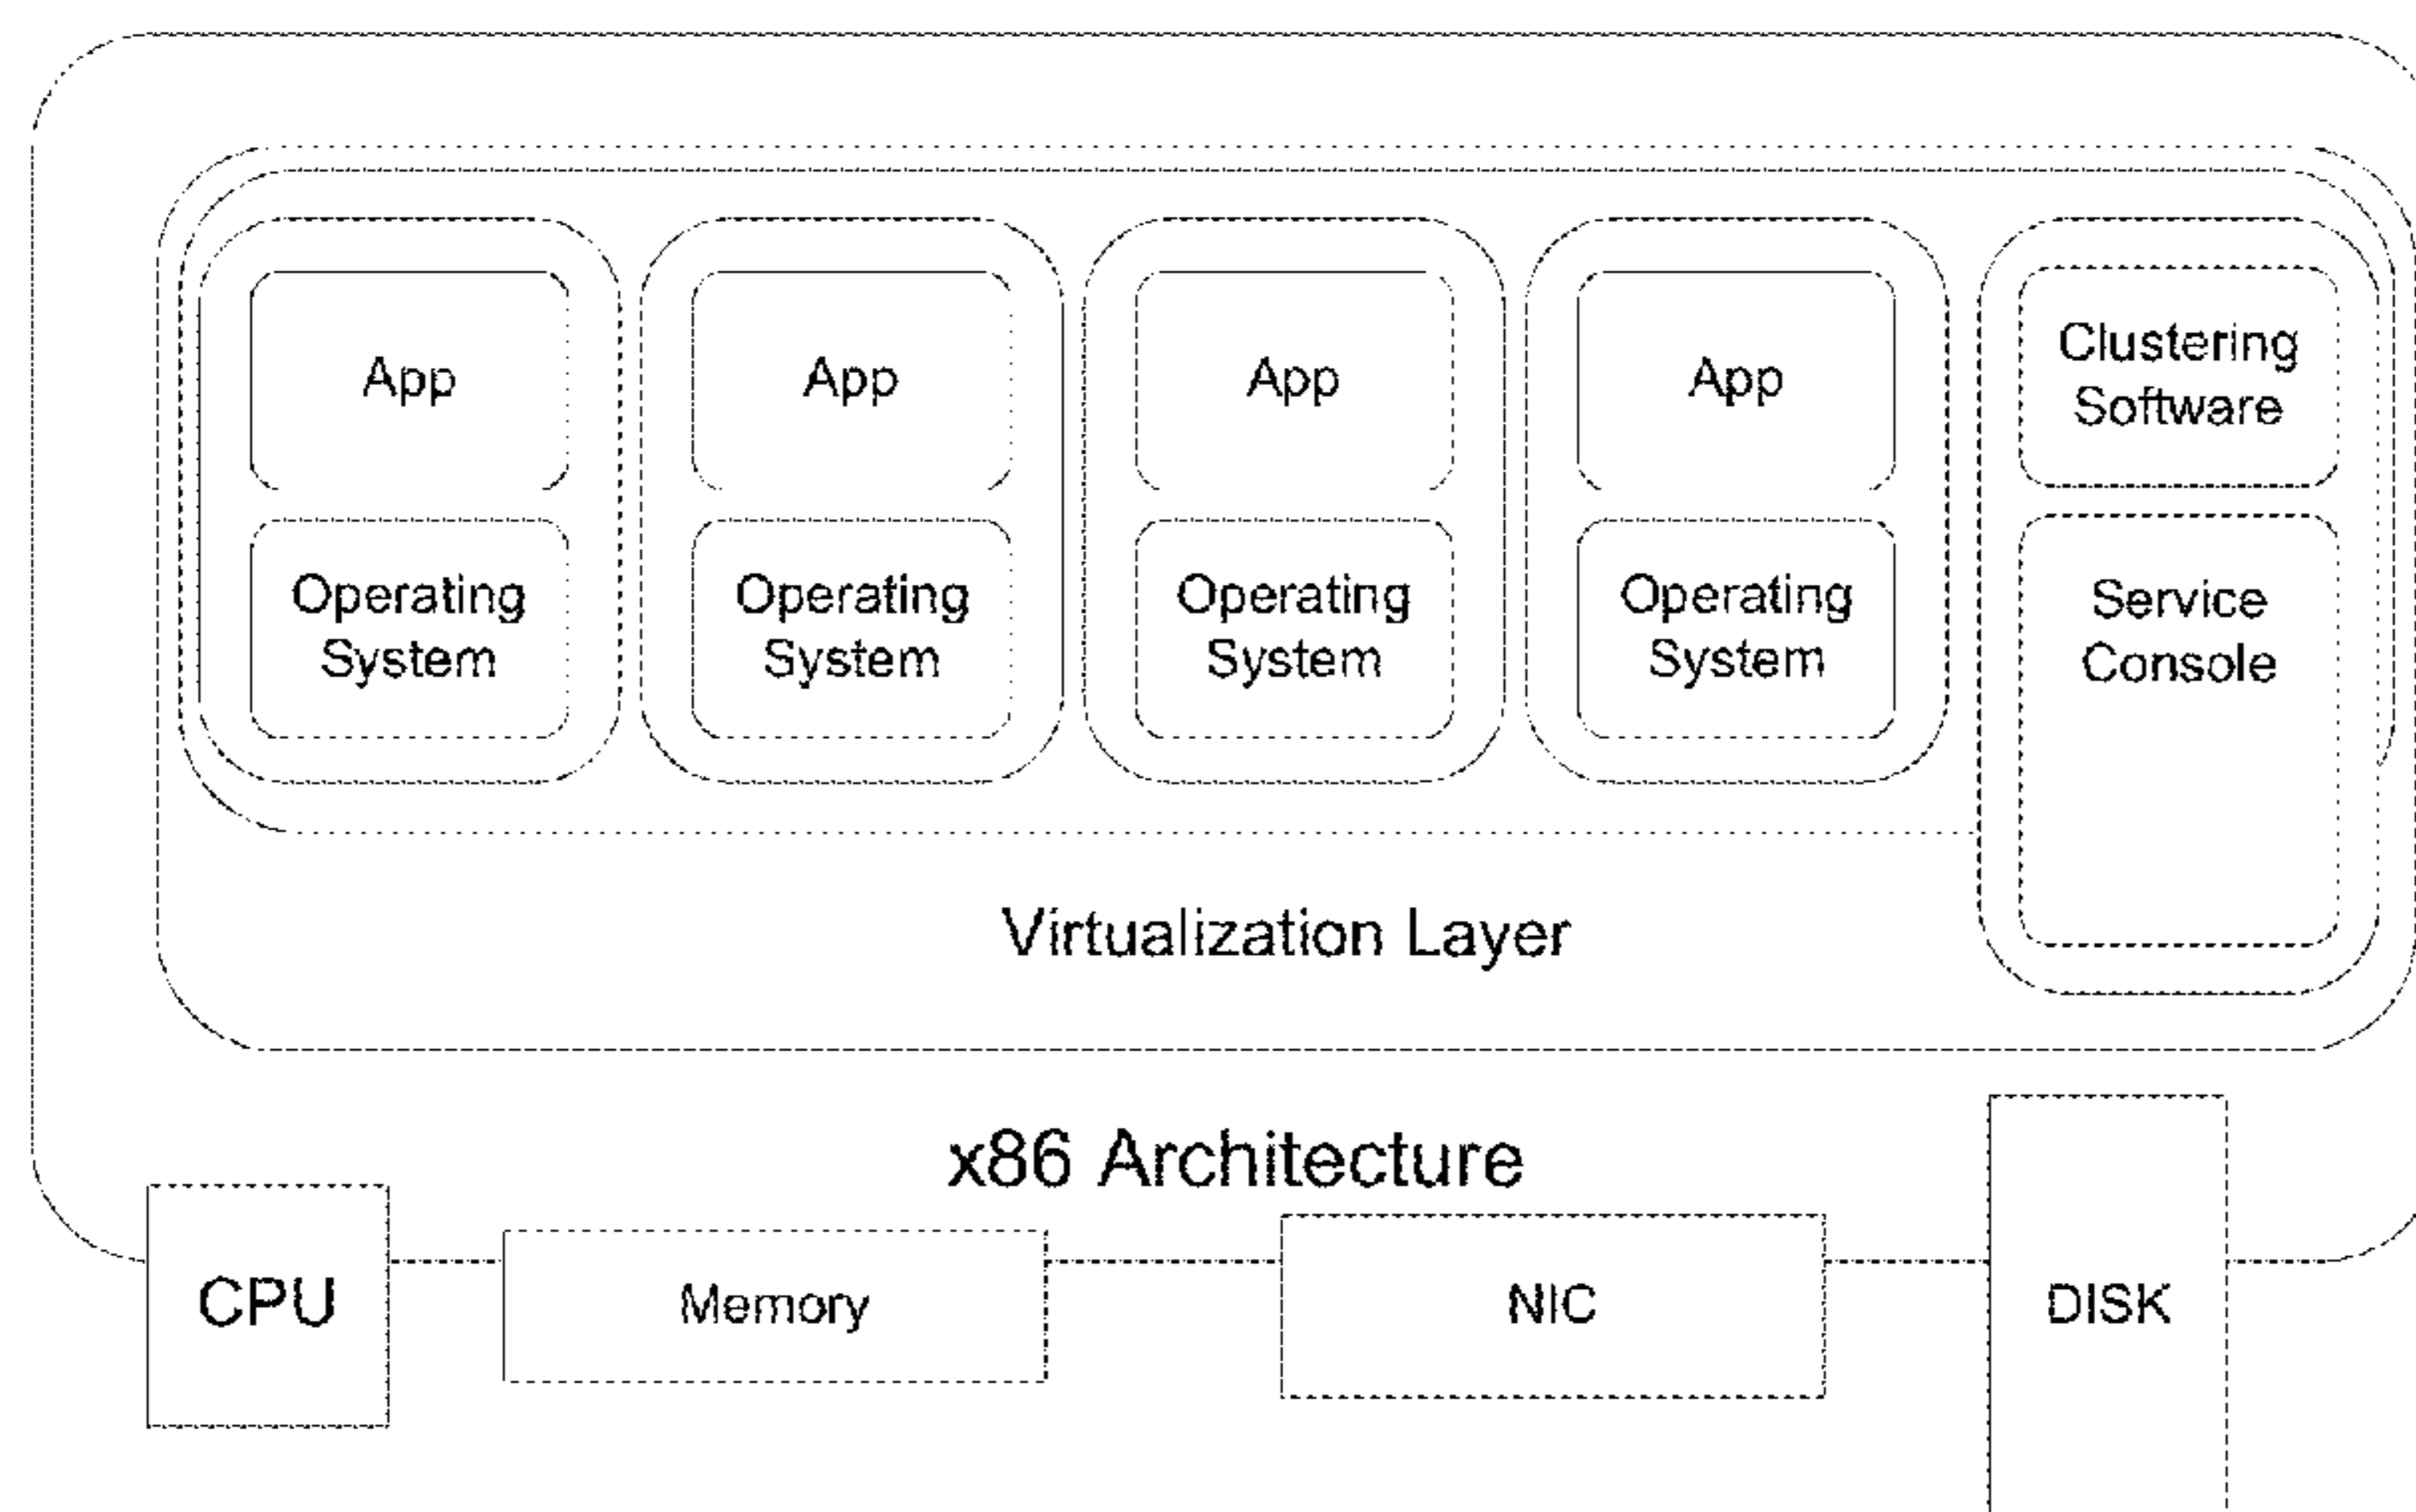 App
App
App
App
Clustering
Software
Operating
System
Operating
System
Operating
System
Operating
System
Service
Console
Virtualization Layer
x86 Architecture
CPU
Memory
NIC
DISK